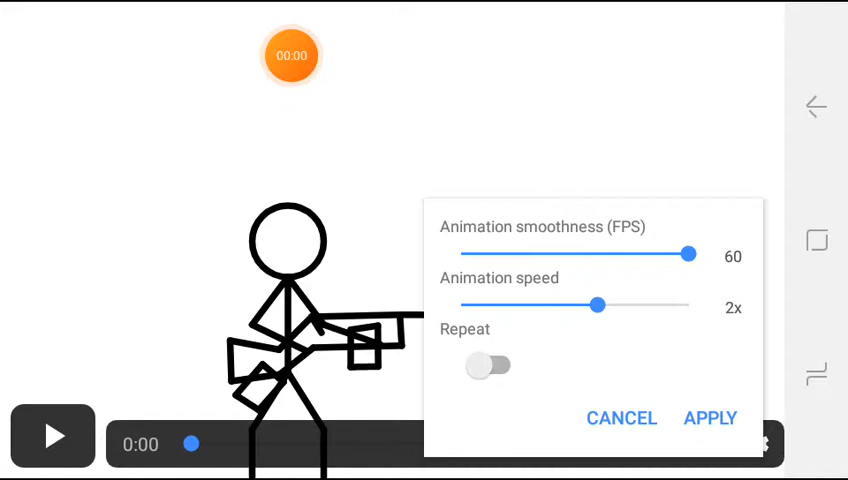 00:00
Animation smoothness (FPS)
60
Animation speed
2x
Repeat
CANCEL APPLY
0:00